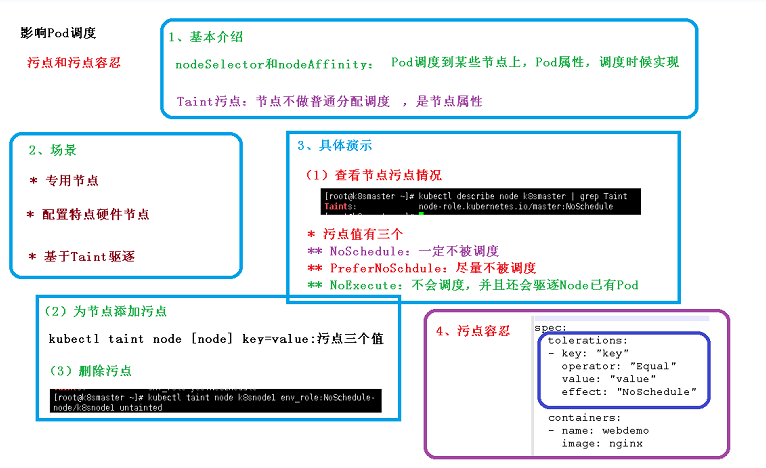 影响Pod调度
污点和污点容忍
1、基本介绍
nodeSelector和nodeAffinity: Pod调度到某些节点上，Pod属性，调度时候实现
Taint污点：节点不做普通分配调度 ，是节点属性
2、场景
* 专用节点
* 配置特点硬件节点
* 基于Taint驱逐
3、具体演示
（1）查看节点污点情况
[root@k8smaster ~]# kubectl describe node k8smaster | grep Taint
Taints: node-role.kubernetes.io/master:NoSchedule
* 污点值有三个
** NoSchedule：一定不被调度
** PreferNoSchdule：尽量不被调度
** NoExecute：不会调度，并且还会驱逐Node已有Pod
（2）为节点添加污点
kubectl taint node [node] key=value:污点三个值
（3）删除污点
[root@k8smaster ~]# kubectl taint node k8snode1 env_role:NoSchedule-
node/k8snode1 untainted
4、污点容忍
spec:
tolerations:
- key: "key"
operator: "Equal"
value: "value"
effect: "NoSchedule"
containers:
- name: webdemo
image: nginx